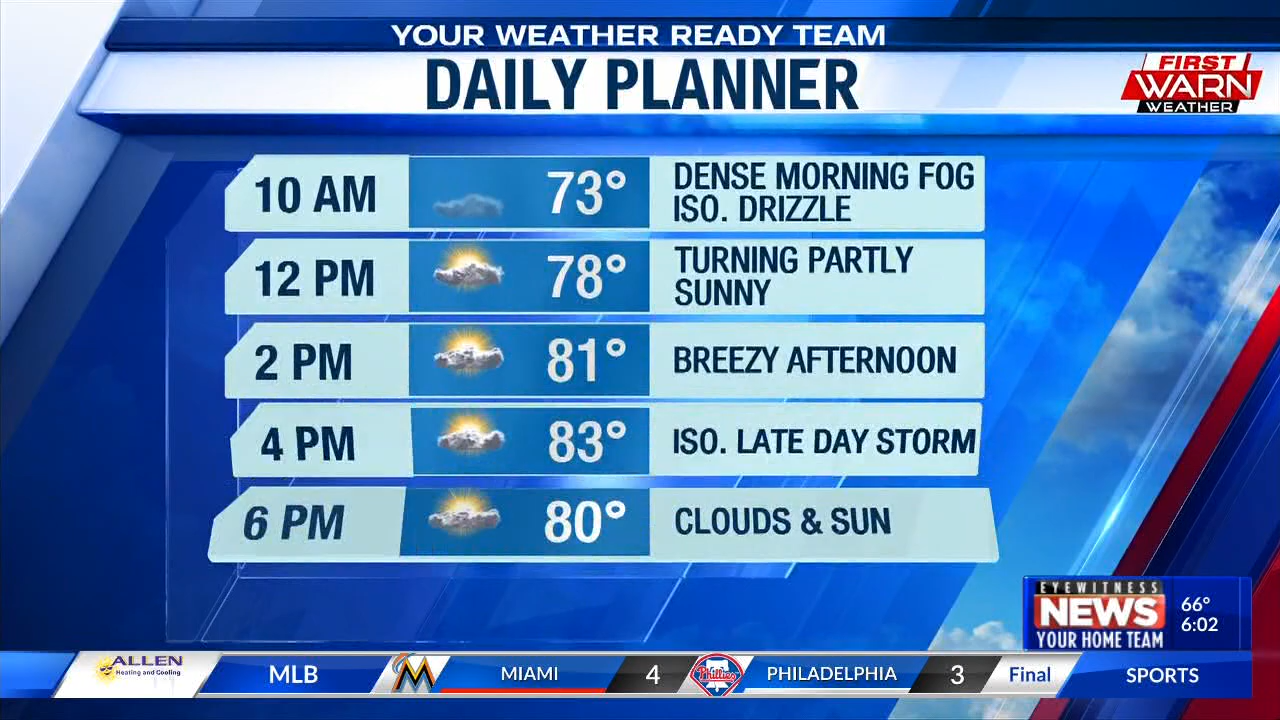 YOUR WEATHER READY TEAM
DAILY PLANNER
FIRST
WARN
WEATHER
10 AM 73° DENSE MORNING FOG
ISO. DRIZZLE
12 PM 78° TURNING PARTLY
SUNNY
2 PM 81° BREEZY AFTERNOON
4 PM 83° ISO. LATE DAY STORM
6 PM 80° CLOUDS & SUN
EYEWITNESS
NEWS
YOUR HOME TEAM
66°
6:02
ALLEN
Heating and Cooling
MLB MIAMI 4 Phillies PHILADELPHIA 3 Final SPORTS